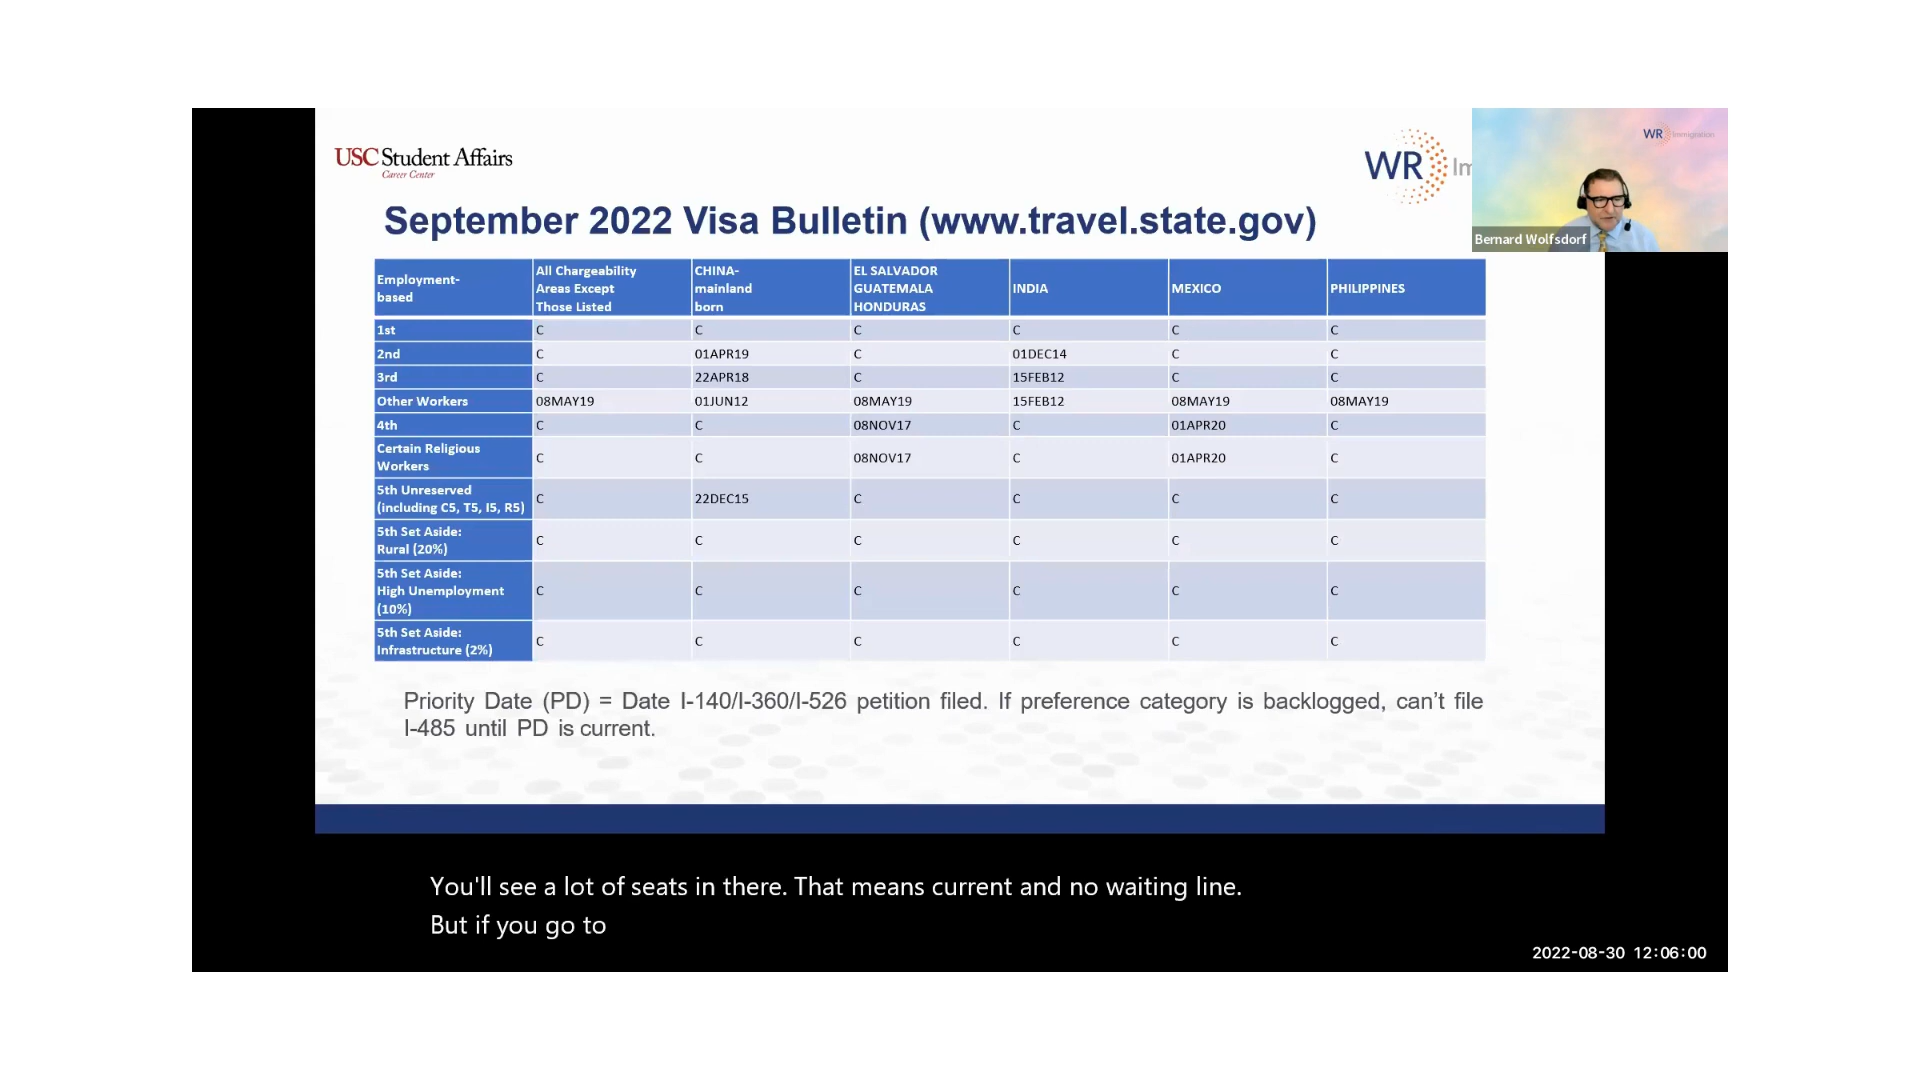 USC Student Affairs
Career Center
WR Im
WR Immigration
Bernard Wolfsdorf
September 2022 Visa Bulletin (www.travel.state.gov)
Employment-based | All Chargeability Areas Except Those Listed | CHINA-mainland born | EL SALVADOR GUATEMALA HONDURAS | INDIA | MEXICO | PHILIPPINES
1st | C | C | C | C | C | C
2nd | C | 01APR19 | C | 01DEC14 | C | C
3rd | C | 22APR18 | C | 15FEB12 | C | C
Other Workers | 08MAY19 | 01JUN12 | 08MAY19 | 15FEB12 | 08MAY19 | 08MAY19
4th | C | C | 08NOV17 | C | 01APR20 | C
Certain Religious Workers | C | C | 08NOV17 | C | 01APR20 | C
5th Unreserved (including C5, T5, I5, R5) | C | 22DEC15 | C | C | C | C
5th Set Aside: Rural (20%) | C | C | C | C | C | C
5th Set Aside: High Unemployment (10%) | C | C | C | C | C | C
5th Set Aside: Infrastructure (2%) | C | C | C | C | C | C
Priority Date (PD) = Date I-140/I-360/I-526 petition filed. If preference category is backlogged, can’t file
I-485 until PD is current.
You'll see a lot of seats in there. That means current and no waiting line.
But if you go to
2022-08-30 12:06:00